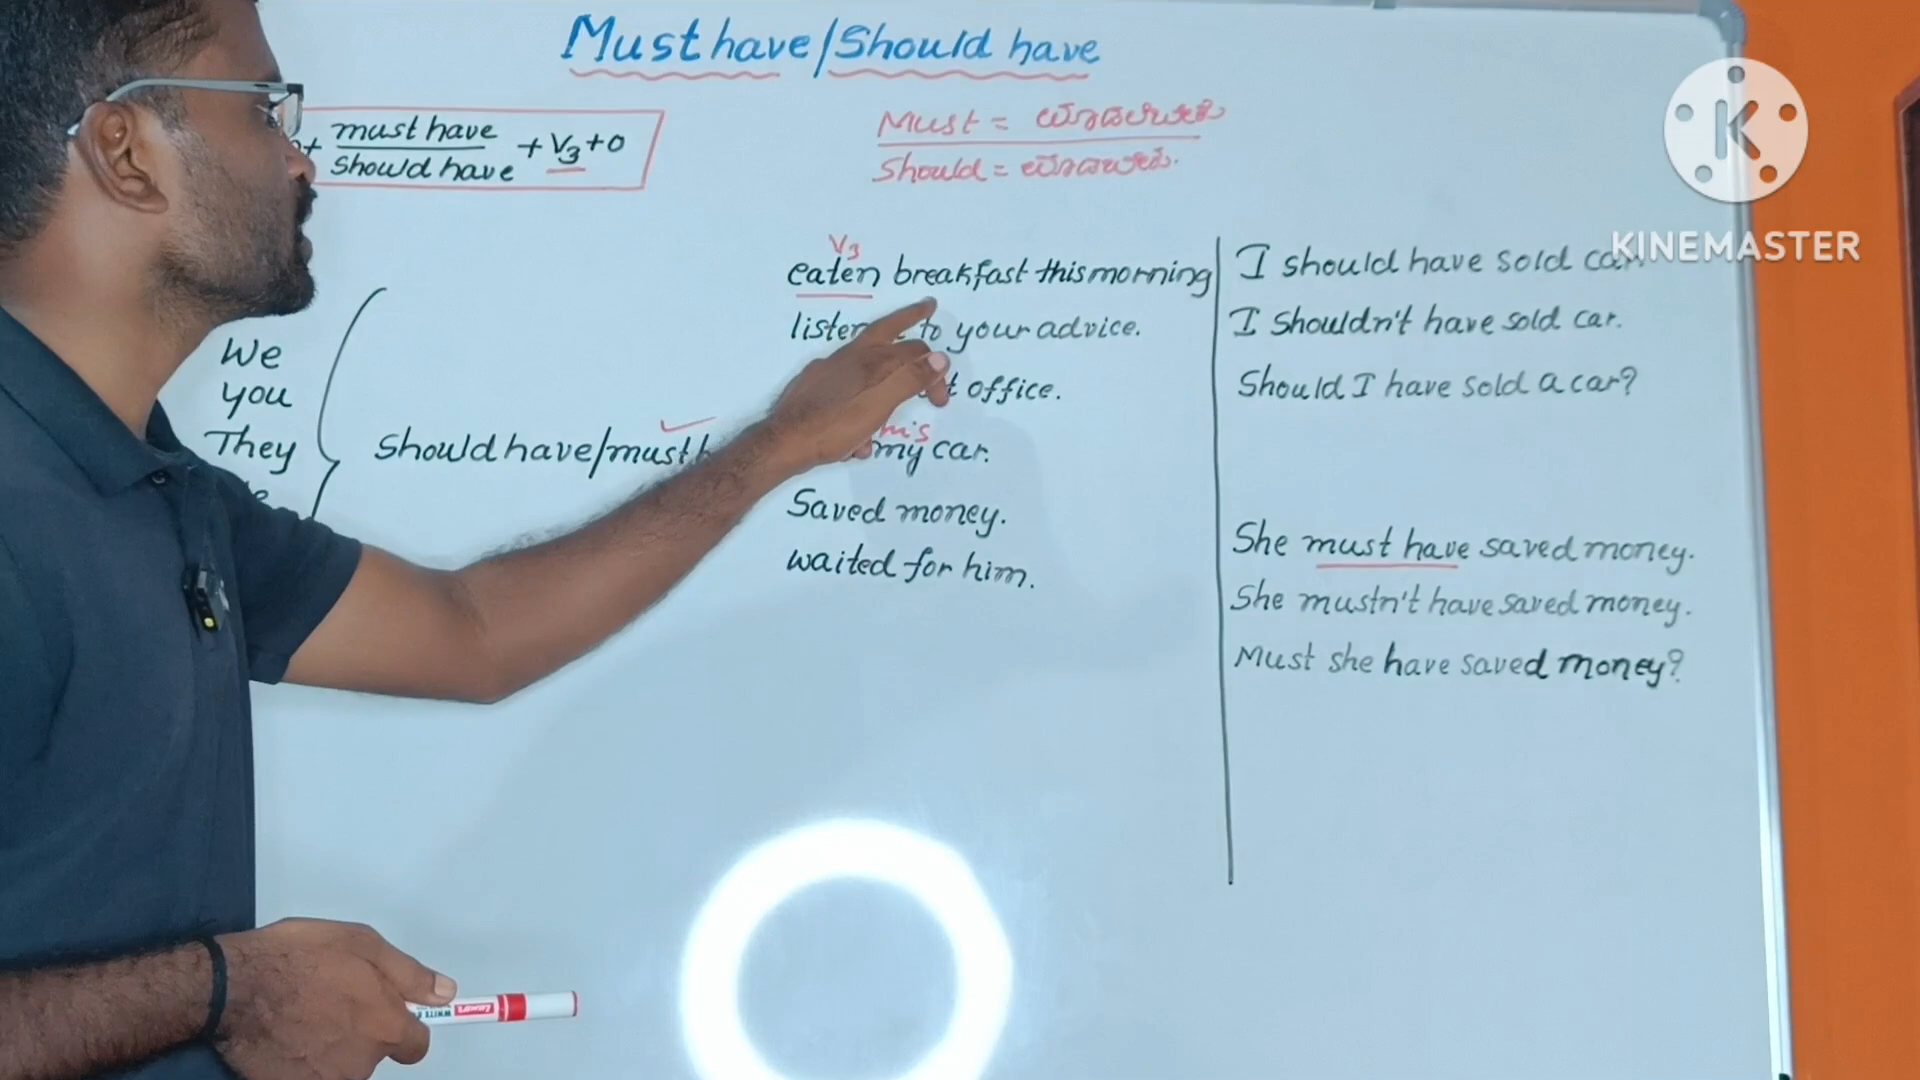 Must have/Should have
+ must have + V3 + O
should have
Must = ಮಾಡಲೇಬೇಕು
Should = ಮಾಡಬೇಕು.
We
you
They
Should have/must h
V3
eaten breakfast this morning
to your advice.
office.
his
my car.
Saved money.
waited for him.
I should have sold car.
I shouldn't have sold car.
Should I have sold a car?
She must have saved money.
She mustn't have saved money.
Must she have saved money?
K
KINEMASTER